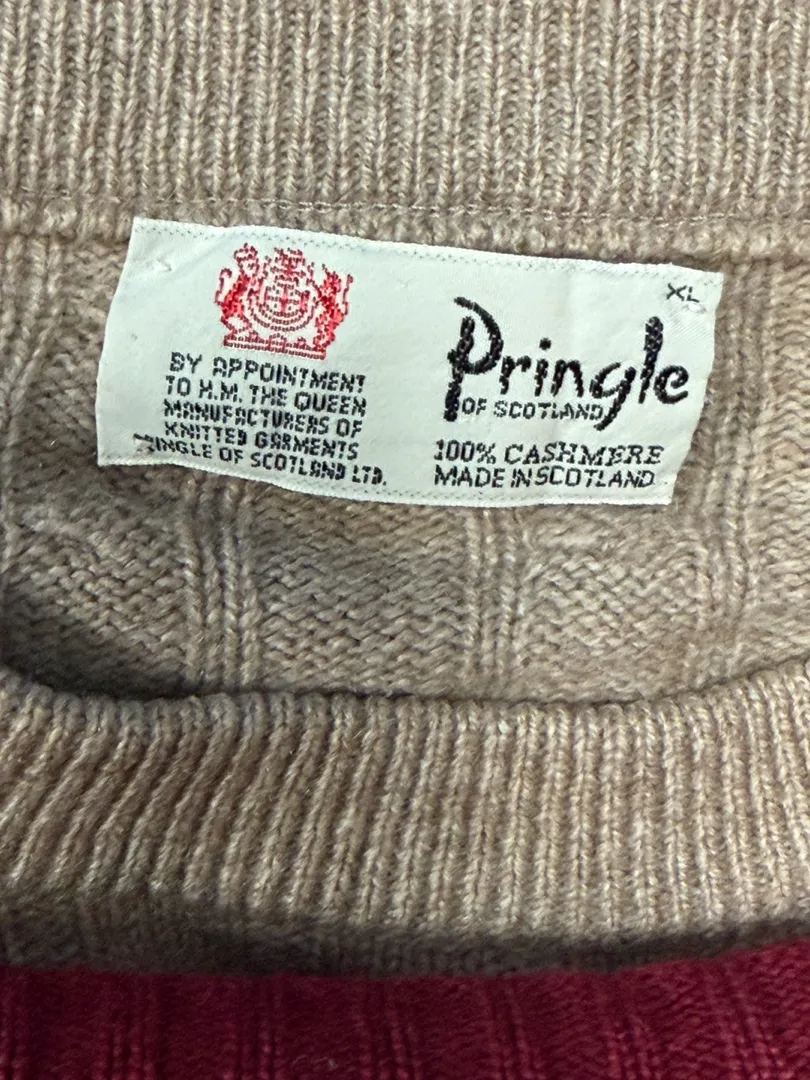 BY APPOINTMENT
TO H.M. THE QUEEN
MANUFACTURERS OF
KNITTED GARMENTS
RINGLE OF SCOTLAND LTD.
XL
Pringle
OF SCOTLAND
100% CASHMERE
MADE IN SCOTLAND